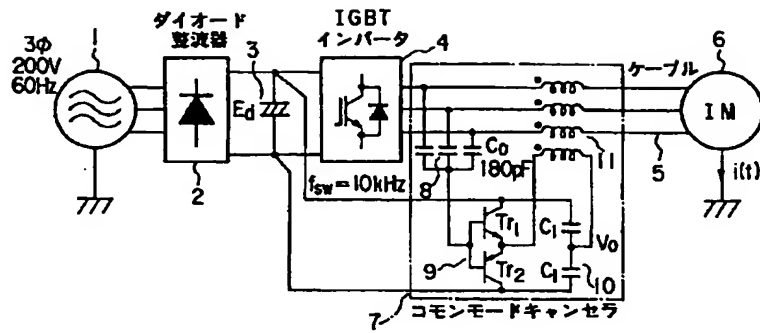 1
3Φ
200V
60Hz
ダイオード
整流器
2
3
Ed
IGBT
インバータ
4
fsw=10kHz
ケーブル
6
IM
5
i(t)
8
C0
180pF
11
9
Tr1
Tr2
C1
V0
C1
10
7
コモンモードキャンセラ